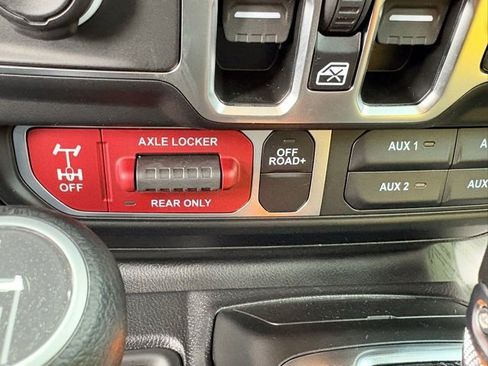 AXLE LOCKER
OFF
REAR ONLY
OFF
ROAD+
AUX 1
AUX 2